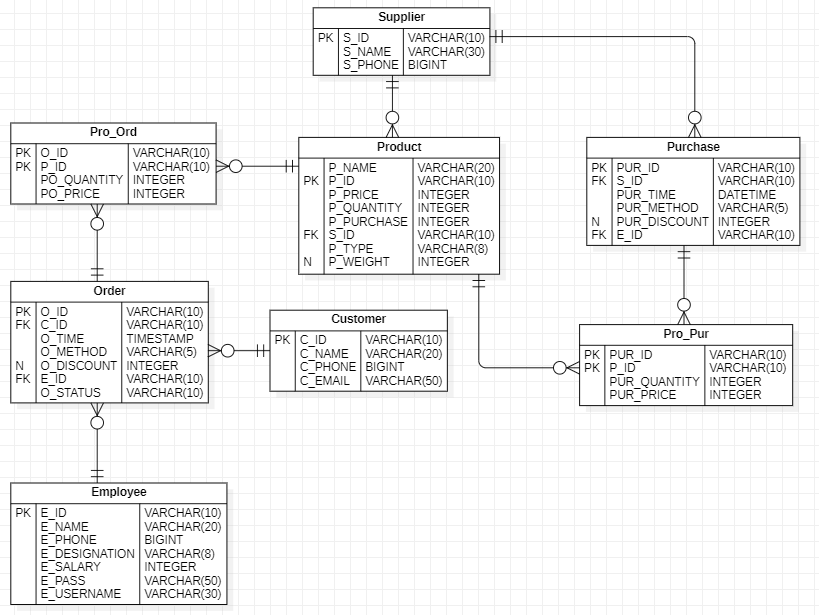 Supplier
PK S_ID VARCHAR(10)
S_NAME VARCHAR(30)
S_PHONE BIGINT
Pro_Ord
PK O_ID VARCHAR(10)
PK P_ID VARCHAR(10)
PO_QUANTITY INTEGER
PO_PRICE INTEGER
Product
P_NAME VARCHAR(20)
PK P_ID VARCHAR(10)
P_PRICE INTEGER
P_QUANTITY INTEGER
P_PURCHASE INTEGER
FK S_ID VARCHAR(10)
P_TYPE VARCHAR(8)
N P_WEIGHT INTEGER
Purchase
PK PUR_ID VARCHAR(10)
FK S_ID VARCHAR(10)
PUR_TIME DATETIME
PUR_METHOD VARCHAR(5)
N PUR_DISCOUNT INTEGER
FK E_ID VARCHAR(10)
Order
PK O_ID VARCHAR(10)
FK C_ID VARCHAR(10)
O_TIME TIMESTAMP
O_METHOD VARCHAR(5)
N O_DISCOUNT INTEGER
FK E_ID VARCHAR(10)
O_STATUS VARCHAR(10)
Customer
PK C_ID VARCHAR(10)
C_NAME VARCHAR(20)
C_PHONE BIGINT
C_EMAIL VARCHAR(50)
Pro_Pur
PK PUR_ID VARCHAR(10)
PK P_ID VARCHAR(10)
PUR_QUANTITY INTEGER
PUR_PRICE INTEGER
Employee
PK E_ID VARCHAR(10)
E_NAME VARCHAR(20)
E_PHONE BIGINT
E_DESIGNATION VARCHAR(8)
E_SALARY INTEGER
E_PASS VARCHAR(50)
E_USERNAME VARCHAR(30)